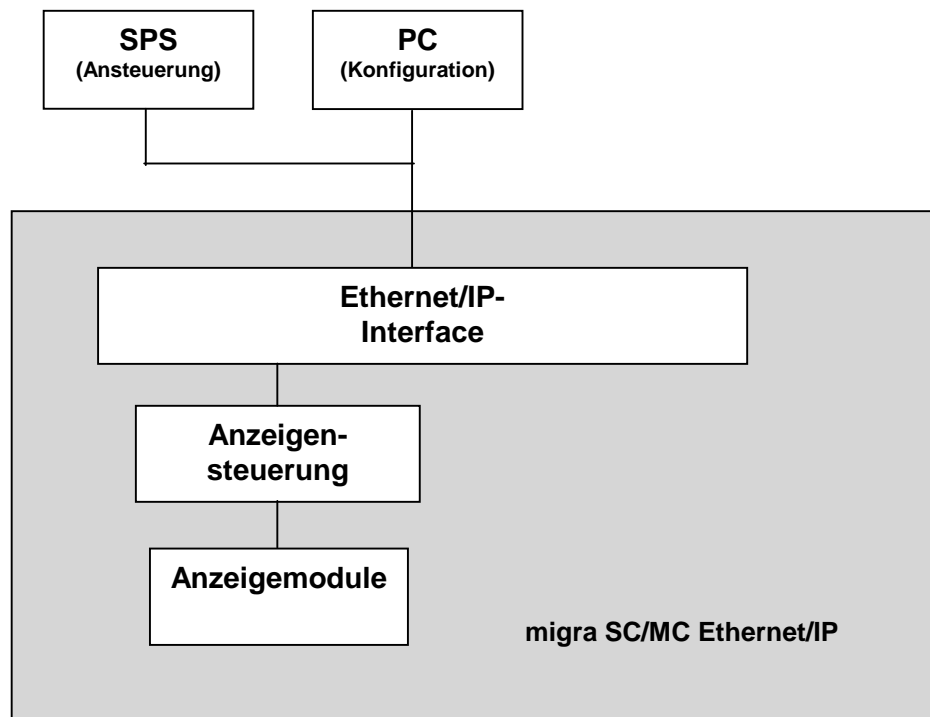 SPS
(Ansteuerung)
PC
(Konfiguration)
Ethernet/IP-
Interface
Anzeigen-
steuerung
Anzeigemodule
migra SC/MC Ethernet/IP